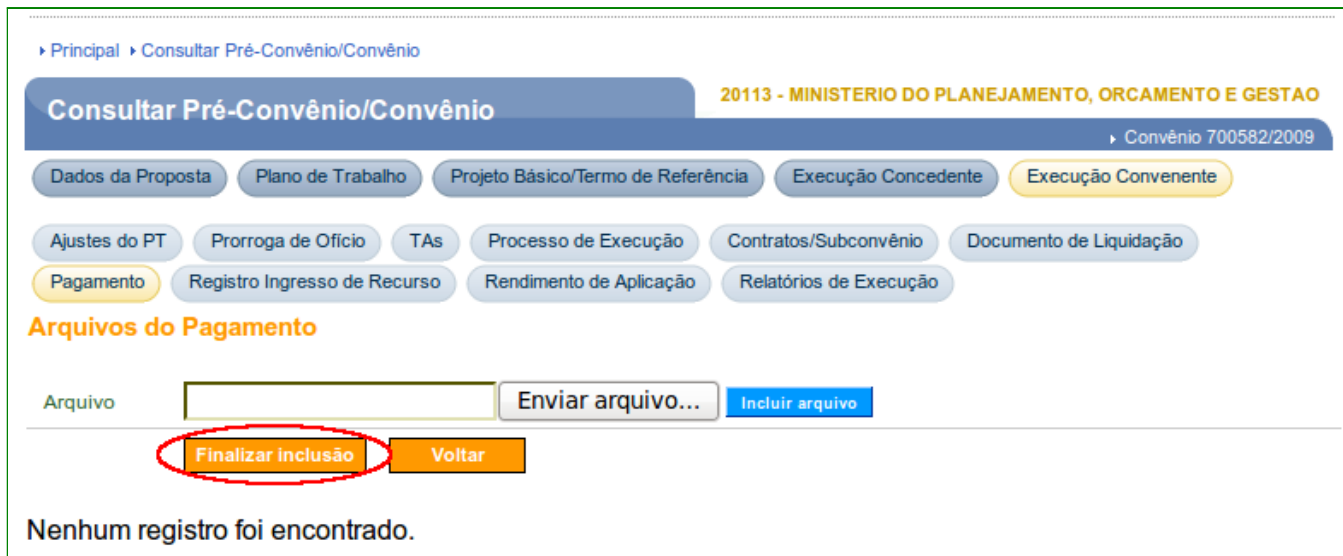 Principal Consultar Pré-Convênio/Convênio
Consultar Pré-Convênio/Convênio
20113 - MINISTERIO DO PLANEJAMENTO, ORCAMENTO E GESTAO
Convênio 700582/2009
Dados da Proposta Plano de Trabalho Projeto Básico/Termo de Referência Execução Concedente Execução Convenente
Ajustes do PT Prorroga de Ofício TAs Processo de Execução Contratos/Subconvênio Documento de Liquidação
Pagamento Registro Ingresso de Recurso Rendimento de Aplicação Relatórios de Execução
Arquivos do Pagamento
Arquivo Enviar arquivo... Incluir arquivo
Finalizar inclusão Voltar
Nenhum registro foi encontrado.